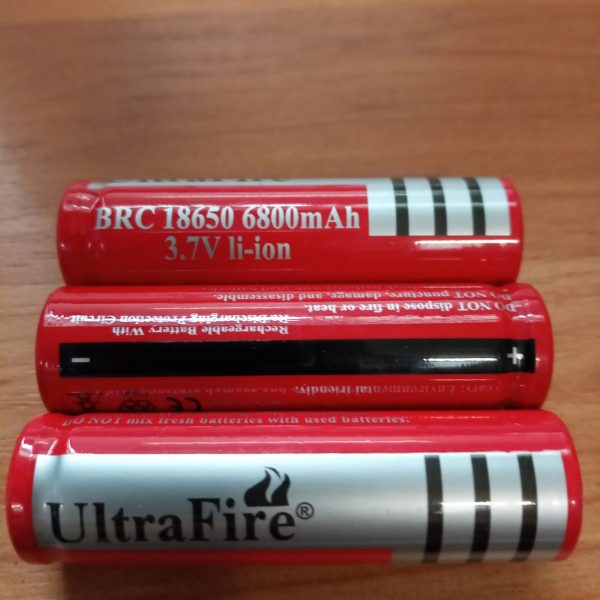 UltraFire
BRC 18650 6800mAh
3.7V li-ion
DO NOT puncture, damage, and disassemble.
DO NOT dispose in fire or heat.
Re/Discharging Protection Circuit
Rechargeable Battery With
- +
Environmental friendly.
CE
DO NOT mix fresh batteries with used batteries.
UltraFire®